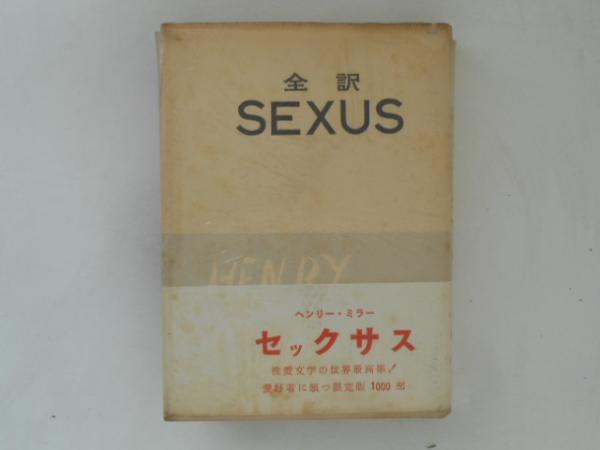 全訳
SEXUS
HENRY
ヘンリー・ミラー
セックサス
性愛文学の世界最高峯!
愛好者に頒つ限定版 1000 部